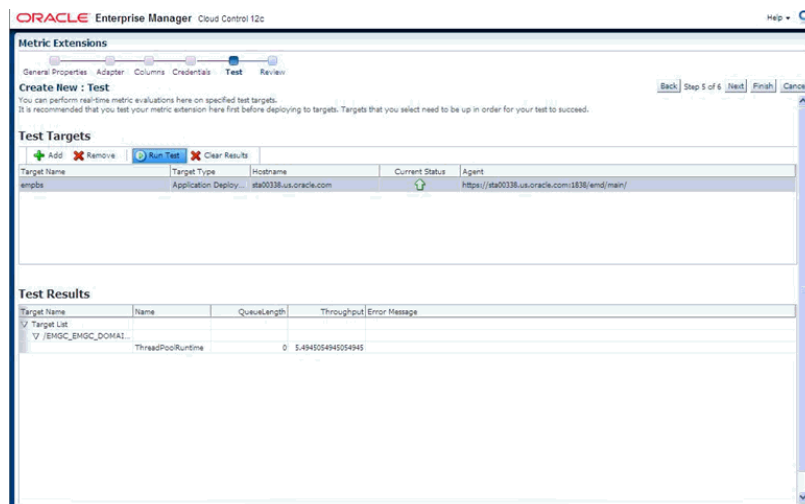 ORACLE Enterprise Manager Cloud Control 12c
Help
Metric Extensions
General Properties Adapter Columns Credentials Test Review
Create New : Test
Back Step 5 of 6 Next Finish Cance
You can perform real-time metric evaluations here on specified test targets.
It is recommended that you test your metric extension here first before deploying to targets. Targets that you select need to be up in order for your test to succeed.
Test Targets
Add Remove Run Test Clear Results
Target Name Target Type Hostname Current Status Agent
empbs Application Deploy... sta00338.us.oracle.com https://sta00338.us.oracle.com:1838/emd/main/
Test Results
Target Name Name QueueLength Throughput Error Message
Target List
/EMGC_EMGC_DOMAI...
ThreadPoolRuntime 0 5.4945054945054945